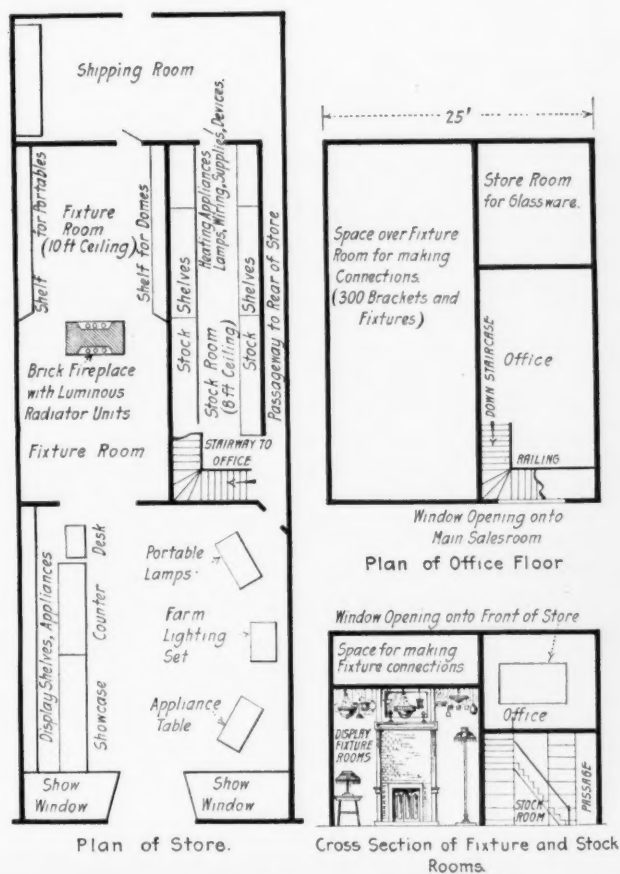 Shipping Room
Shelf for Portables
Fixture
Room
(10 ft Ceiling)
Shelf for Domes
Stock Shelves
Heating Appliances
Lamps, Wiring, Supplies, Devices.
Stock Room
(8 ft Ceiling)
Stock Shelves
Passageway to Rear of Store
Brick Fireplace
with Luminous
Radiator Units
Fixture Room
STAIRWAY TO
OFFICE
Display Shelves, Appliances
Desk
Counter
Showcase
Portable
Lamps
Farm
Lighting
Set
Appliance
Table
Show
Window
Show
Window
Plan of Store.
25'
Space over Fixture
Room for making
Connections.
(300 Brackets and
Fixtures)
Store Room
for Glassware.
Office
DOWN STAIRCASE
RAILING
Window Opening onto
Main Salesroom
Plan of Office Floor
Window Opening onto Front of Store
Space for making
Fixture connections
Office
DISPLAY
FIXTURE
ROOMS
STOCK
ROOM
PASSAGE
Cross Section of Fixture and Stock
Rooms.